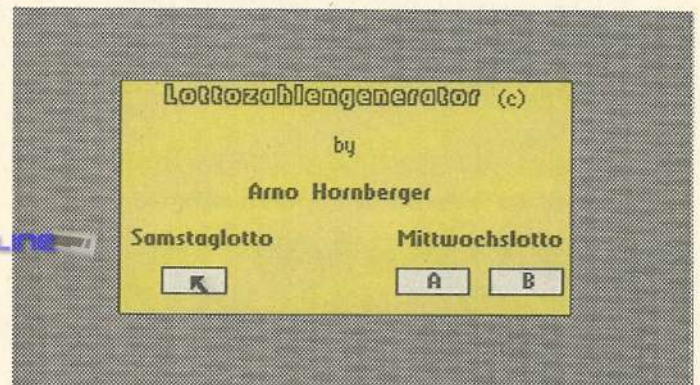 Lottozahlengenerator (c)
by
Arno Hornberger
Samstaglotto Mittwochslotto
A B